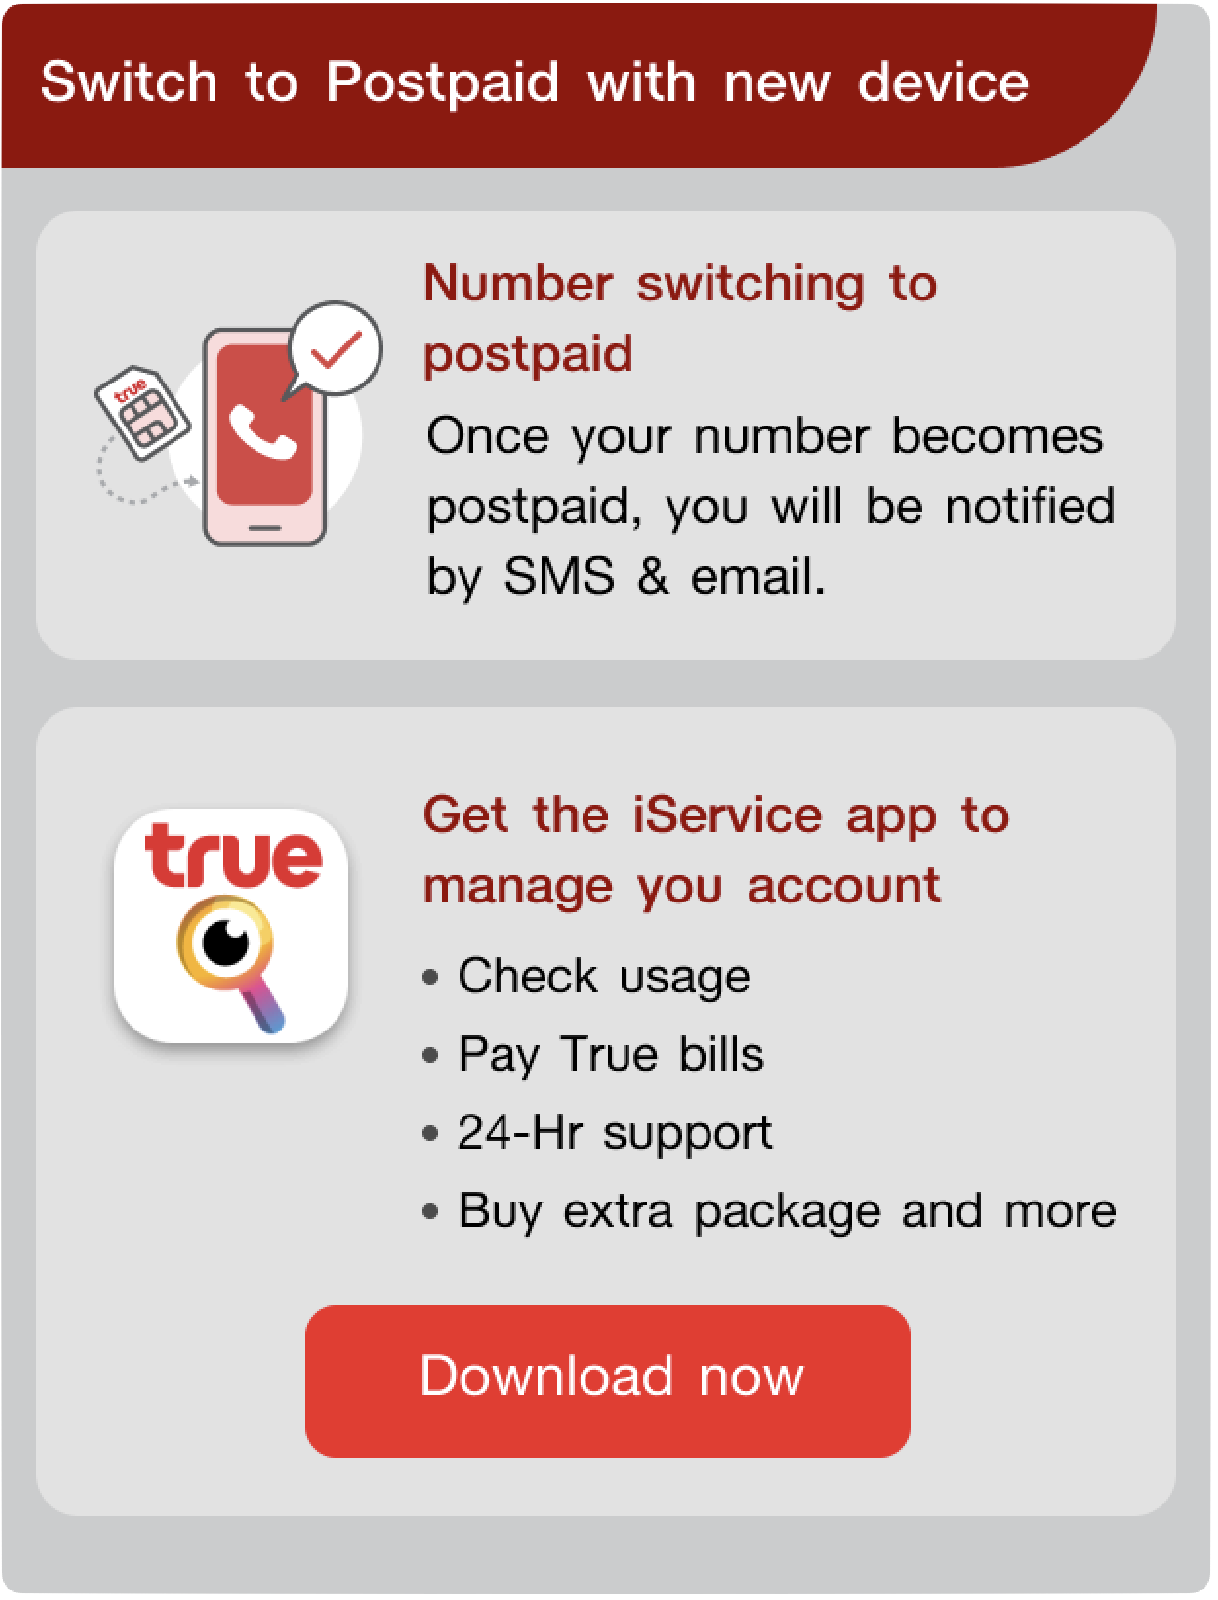 Switch to Postpaid with new device
Number switching to
postpaid
Once your number becomes
postpaid, you will be notified
by SMS & email.
true
true
Get the iService app to
manage you account
• Check usage
• Pay True bills
• 24-Hr support
• Buy extra package and more
Download now